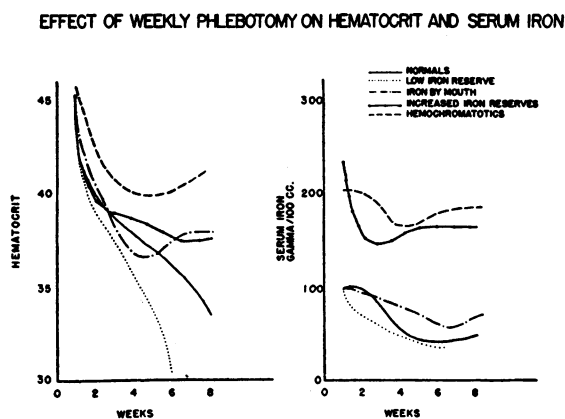 EFFECT OF WEEKLY PHLEBOTOMY ON HEMATOCRIT AND SERUM IRON
NORMALS
LOW IRON RESERVE
IRON BY MOUTH
INCREASED IRON RESERVES
HEMOCHROMATOTICS
HEMATOCRIT
45
40
35
30
0
2
4
6
8
WEEKS
SERUM IRON
GAMMA/100 CC.
300
200
100
0
0
2
4
6
8
WEEKS